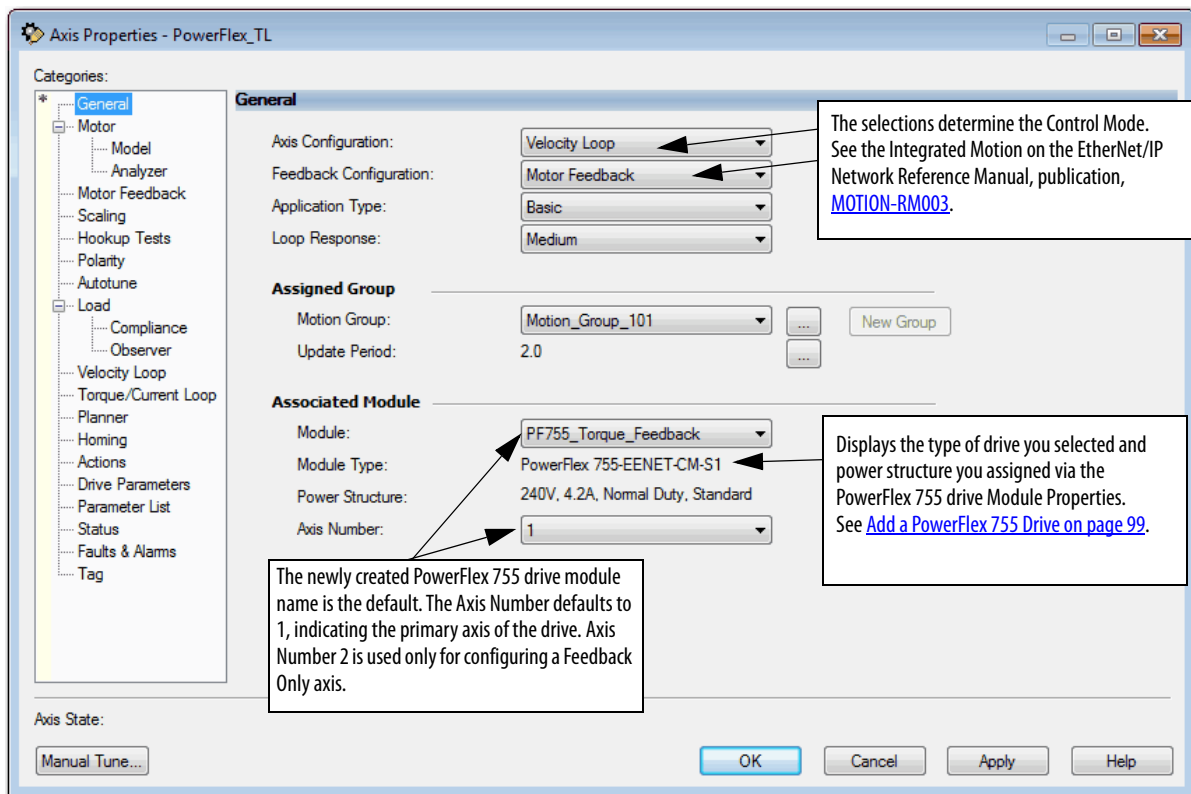 Axis Properties - PowerFlex_TL
Categories:
*
General
Motor
Model
Analyzer
Motor Feedback
Scaling
Hookup Tests
Polarity
Autotune
Load
Compliance
Observer
Velocity Loop
Torque/Current Loop
Planner
Homing
Actions
Drive Parameters
Parameter List
Status
Faults & Alarms
Tag
General
Axis Configuration: Velocity Loop
Feedback Configuration: Motor Feedback
Application Type: Basic
Loop Response: Medium
The selections determine the Control Mode.
See the Integrated Motion on the EtherNet/IP
Network Reference Manual, publication,
MOTION-RM003.
Assigned Group
Motion Group: Motion_Group_101 ... New Group
Update Period: 2.0 ...
Associated Module
Module: PF755_Torque_Feedback
Module Type: PowerFlex 755-EENET-CM-S1
Power Structure: 240V, 4.2A, Normal Duty, Standard
Axis Number: 1
Displays the type of drive you selected and
power structure you assigned via the
PowerFlex 755 drive Module Properties.
See Add a PowerFlex 755 Drive on page 99.
The newly created PowerFlex 755 drive module
name is the default. The Axis Number defaults to
1, indicating the primary axis of the drive. Axis
Number 2 is used only for configuring a Feedback
Only axis.
Axis State:
Manual Tune... OK Cancel Apply Help